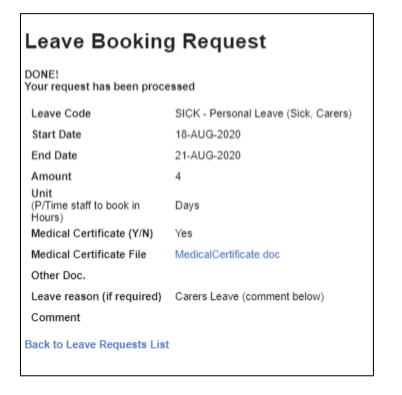 Leave Booking Request
DONE!
Your request has been processed
Leave Code SICK - Personal Leave (Sick, Carers)
Start Date 18-AUG-2020
End Date 21-AUG-2020
Amount 4
Unit
(P/Time staff to book in Days
Hours)
Medical Certificate (Y/N) Yes
Medical Certificate File MedicalCertificate.doc
Other Doc.
Leave reason (if required) Carers Leave (comment below)
Comment
Back to Leave Requests List